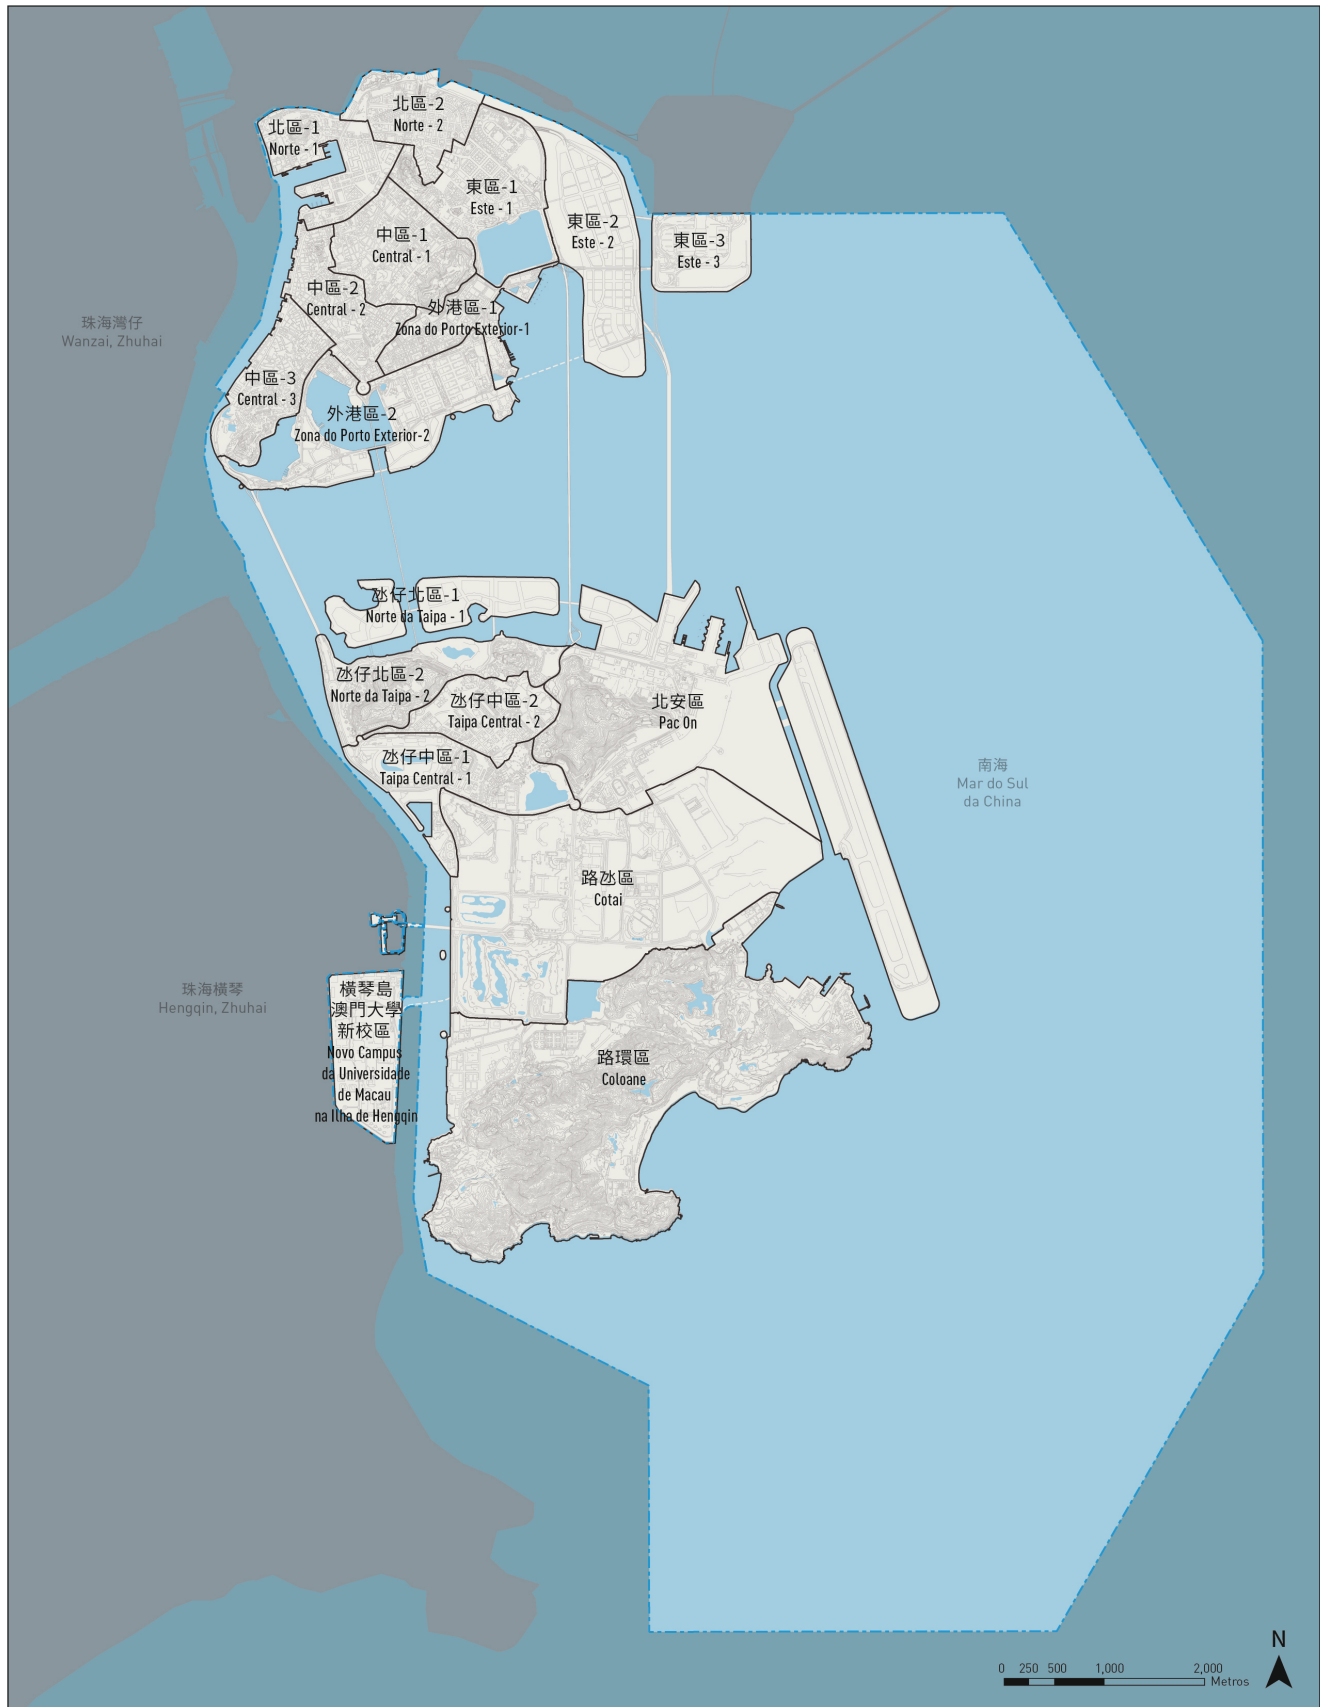 北區-2
Norte - 2
北區-1
Norte - 1
東區-1
Este - 1
東區-2
Este - 2
東區-3
Este - 3
中區-1
Central - 1
中區-2
Central - 2
外港區-1
Zona do Porto Exterior-1
珠海灣仔
Wanzai, Zhuhai
中區-3
Central - 3
外港區-2
Zona do Porto Exterior-2
氹仔北區-1
Norte da Taipa - 1
氹仔北區-2
Norte da Taipa - 2
氹仔中區-2
Taipa Central - 2
北安區
Pac On
氹仔中區-1
Taipa Central - 1
南海
Mar do Sul
da China
路氹區
Cotai
珠海橫琴
Hengqin, Zhuhai
橫琴島
澳門大學
新校區
Novo Campus
da Universidade
de Macau
na Ilha de Hengqin
路環區
Coloane
N
0 250 500 1,000 2,000
Metros